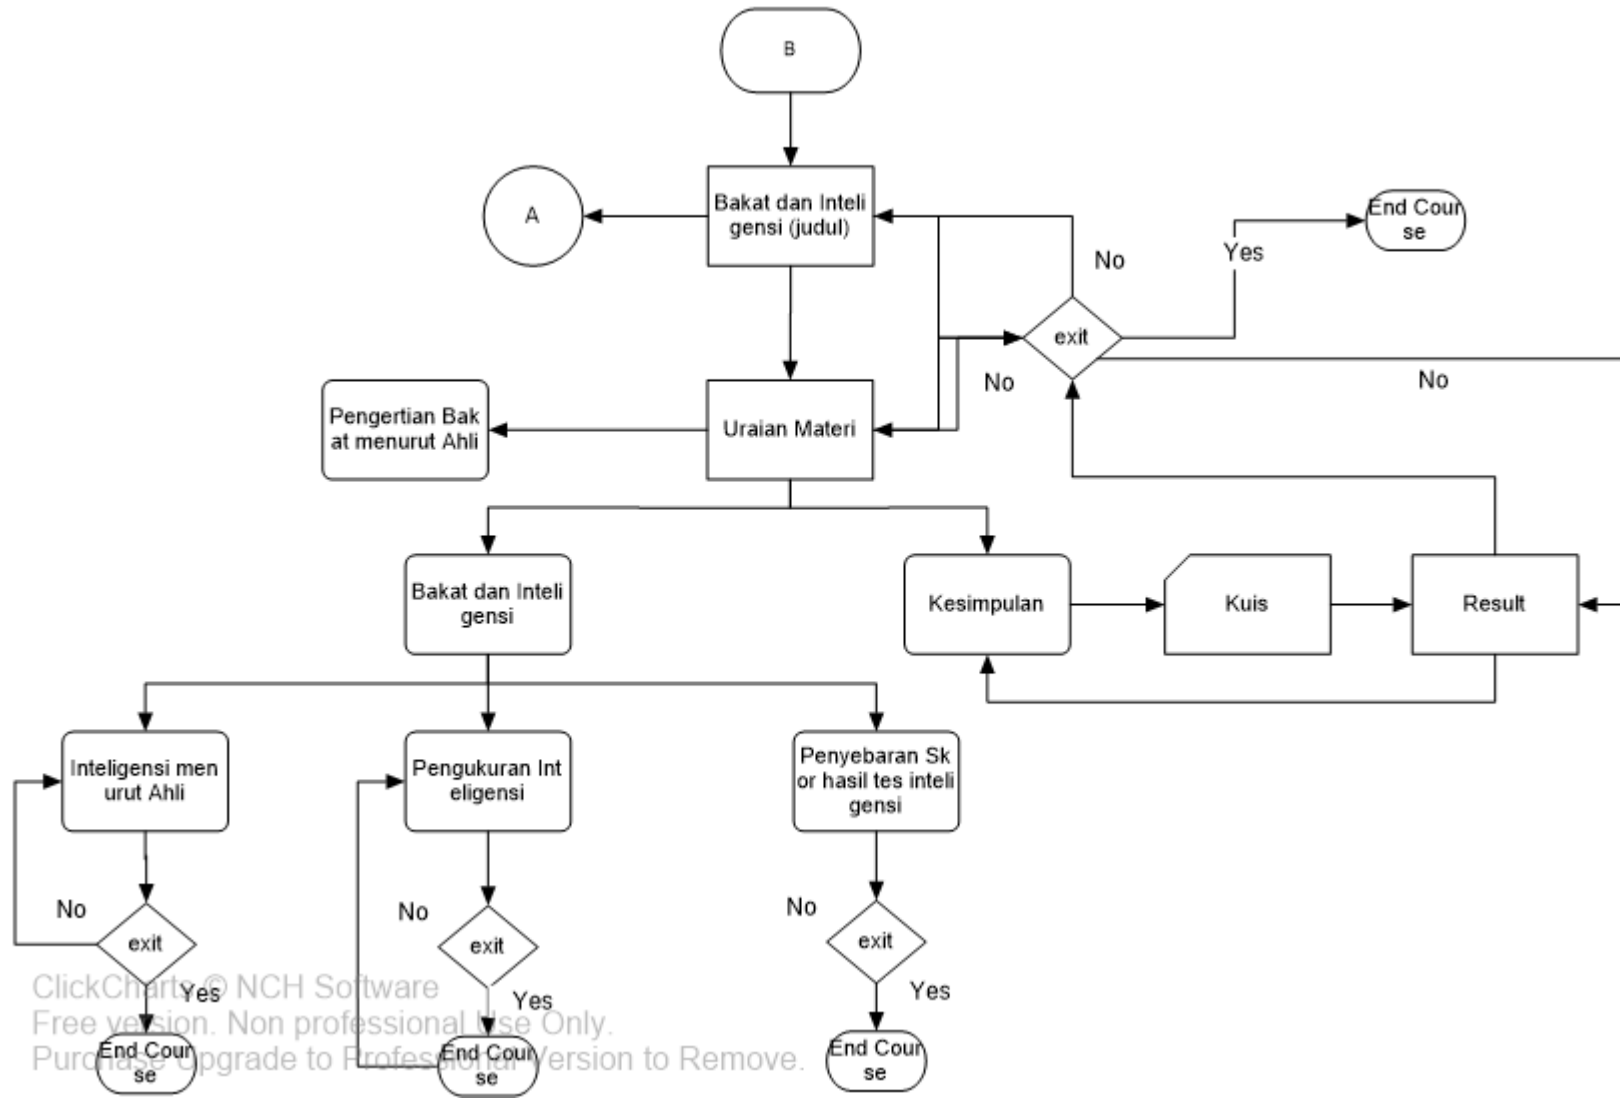 B
Bakat dan Inteli
gensi (judul)
A
End Cour
se
Yes
No
exit
No
No
Pengertian Bak
at menurut Ahli
Uraian Materi
Bakat dan Inteli
gensi
Kesimpulan
Kuis
Result
Inteligensi men
urut Ahli
Pengukuran Int
eligensi
Penyebaran Sk
or hasil tes inteli
gensi
No
exit
Yes
No
exit
Yes
No
exit
Yes
End Cour
se
End Cour
se
End Cour
se
ClickCharts © NCH Software
Free version. Non professional Use Only.
Purchase Upgrade to Professional Version to Remove.